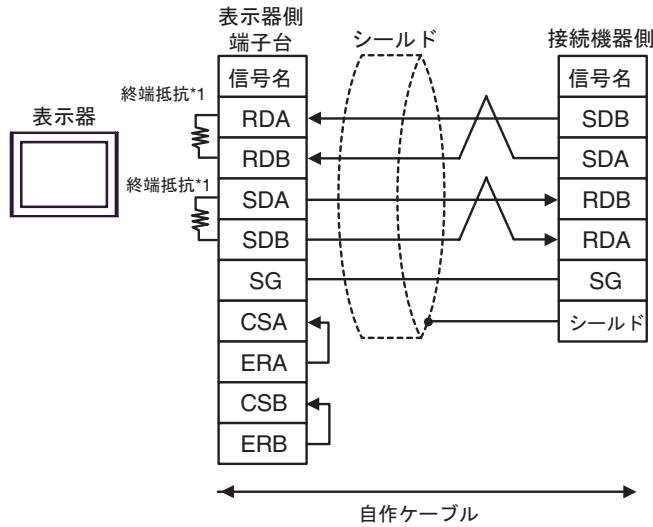 表示器側
端子台
シールド
接続機器側
信号名
信号名
終端抵抗*1
表示器
RDA
SDB
RDB
SDA
終端抵抗*1
SDA
RDB
SDB
RDA
SG
SG
CSA
シールド
ERA
CSB
ERB
自作ケーブル